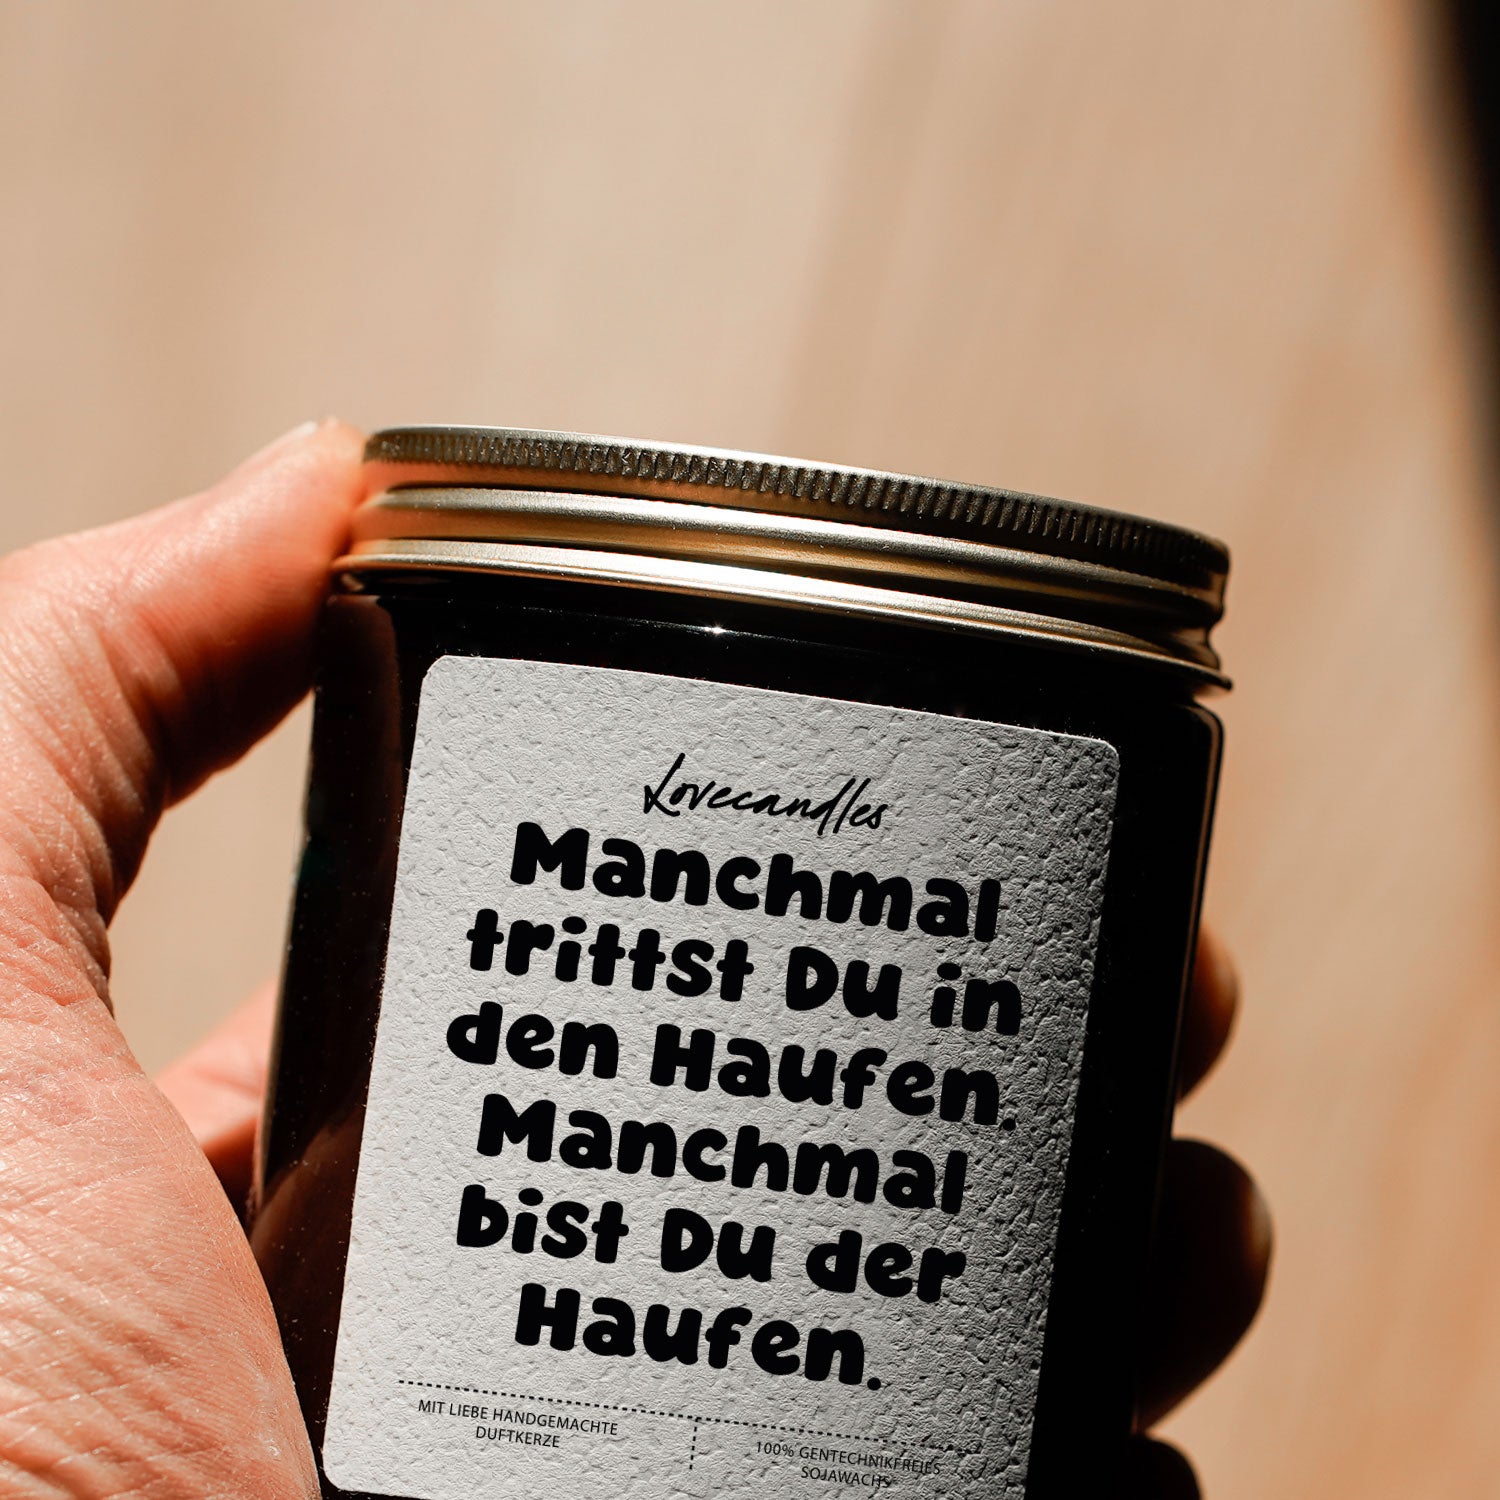 Lovecandles
Manchmal
trittst Du in
den Haufen.
Manchmal
bist Du der
Haufen.
MIT LIEBE HANDGEMACHTE
DUFTKERZE
100% GENTECHNIKFREIES
SOJAWACHS